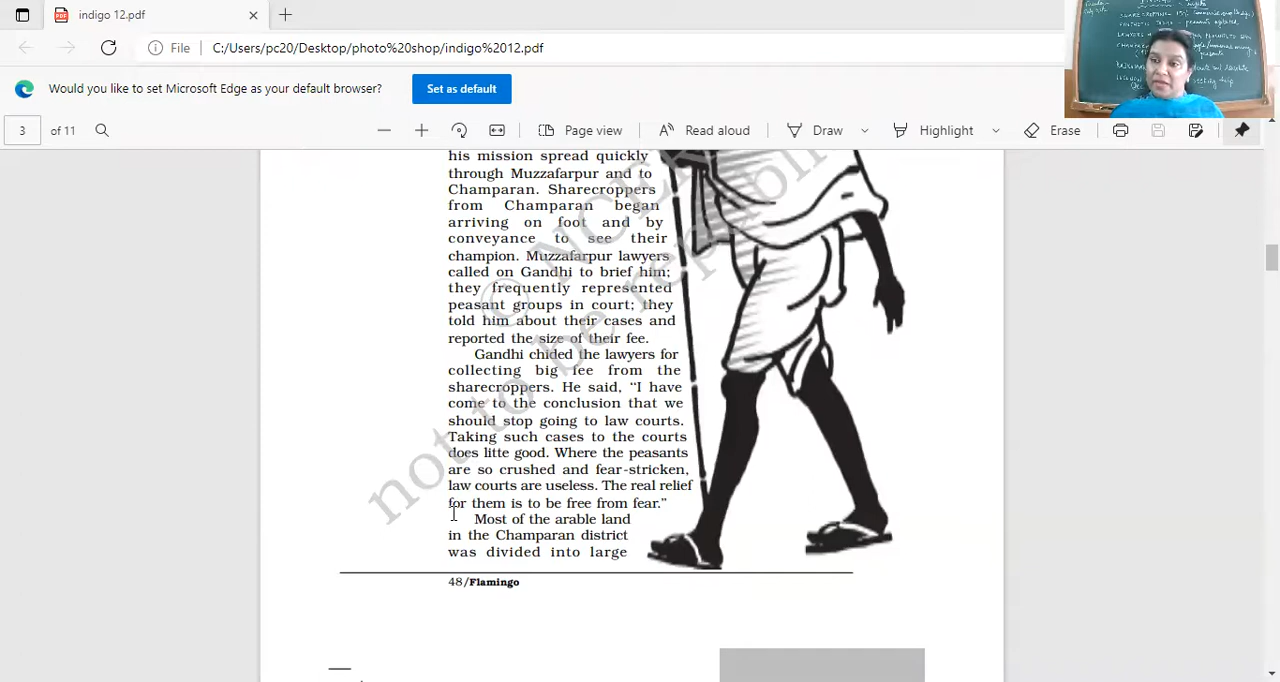 indigo 12.pdf
File
C:/Users/pc20/Desktop/photo%20shop/indigo%2012.pdf
Would you like to set Microsoft Edge as your default browser?
Set as default
3
of 11
Page view
Read aloud
Draw
Highlight
Erase
his mission spread quickly
through Muzzafarpur and to
Champaran. Sharecroppers
from Champaran began
arriving on foot and by
conveyance to see their
champion. Muzzafarpur lawyers
called on Gandhi to brief him;
they frequently represented
peasant groups in court; they
told him about their cases and
reported the size of their fee.
Gandhi chided the lawyers for
collecting big fee from the
sharecroppers. He said, “I have
come to the conclusion that we
should stop going to law courts.
Taking such cases to the courts
does litte good. Where the peasants
are so crushed and fear-stricken,
law courts are useless. The real relief
for them is to be free from fear.”
Most of the arable land
in the Champaran district
was divided into large
48/Flamingo
© NCER
not to be republi